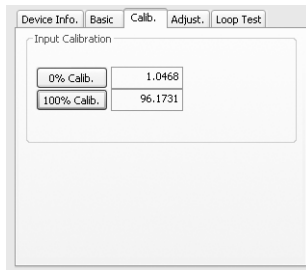 Device Info. Basic Calib. Adjust. Loop Test
Input Calibration
0% Calib. 1.0468
100% Calib. 96.1731